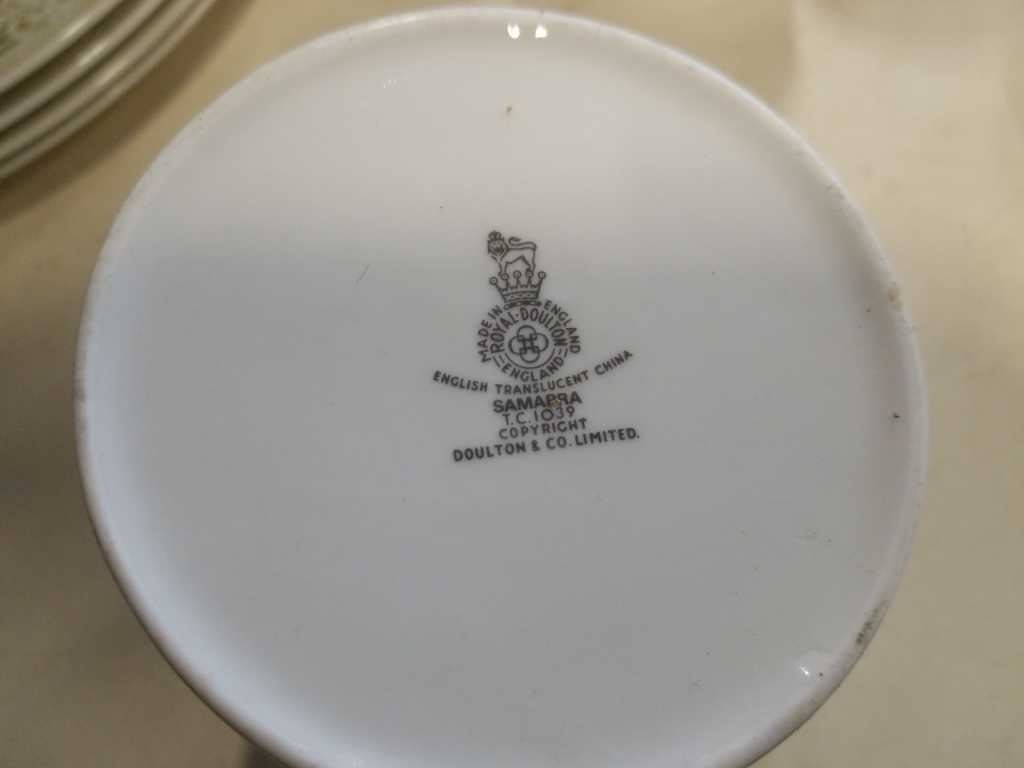 MADE IN ENGLAND
ROYAL·DOULTON
ENGLAND
ENGLISH TRANSLUCENT CHINA
SAMARRA
T.C.1039
COPYRIGHT
DOULTON & CO. LIMITED.